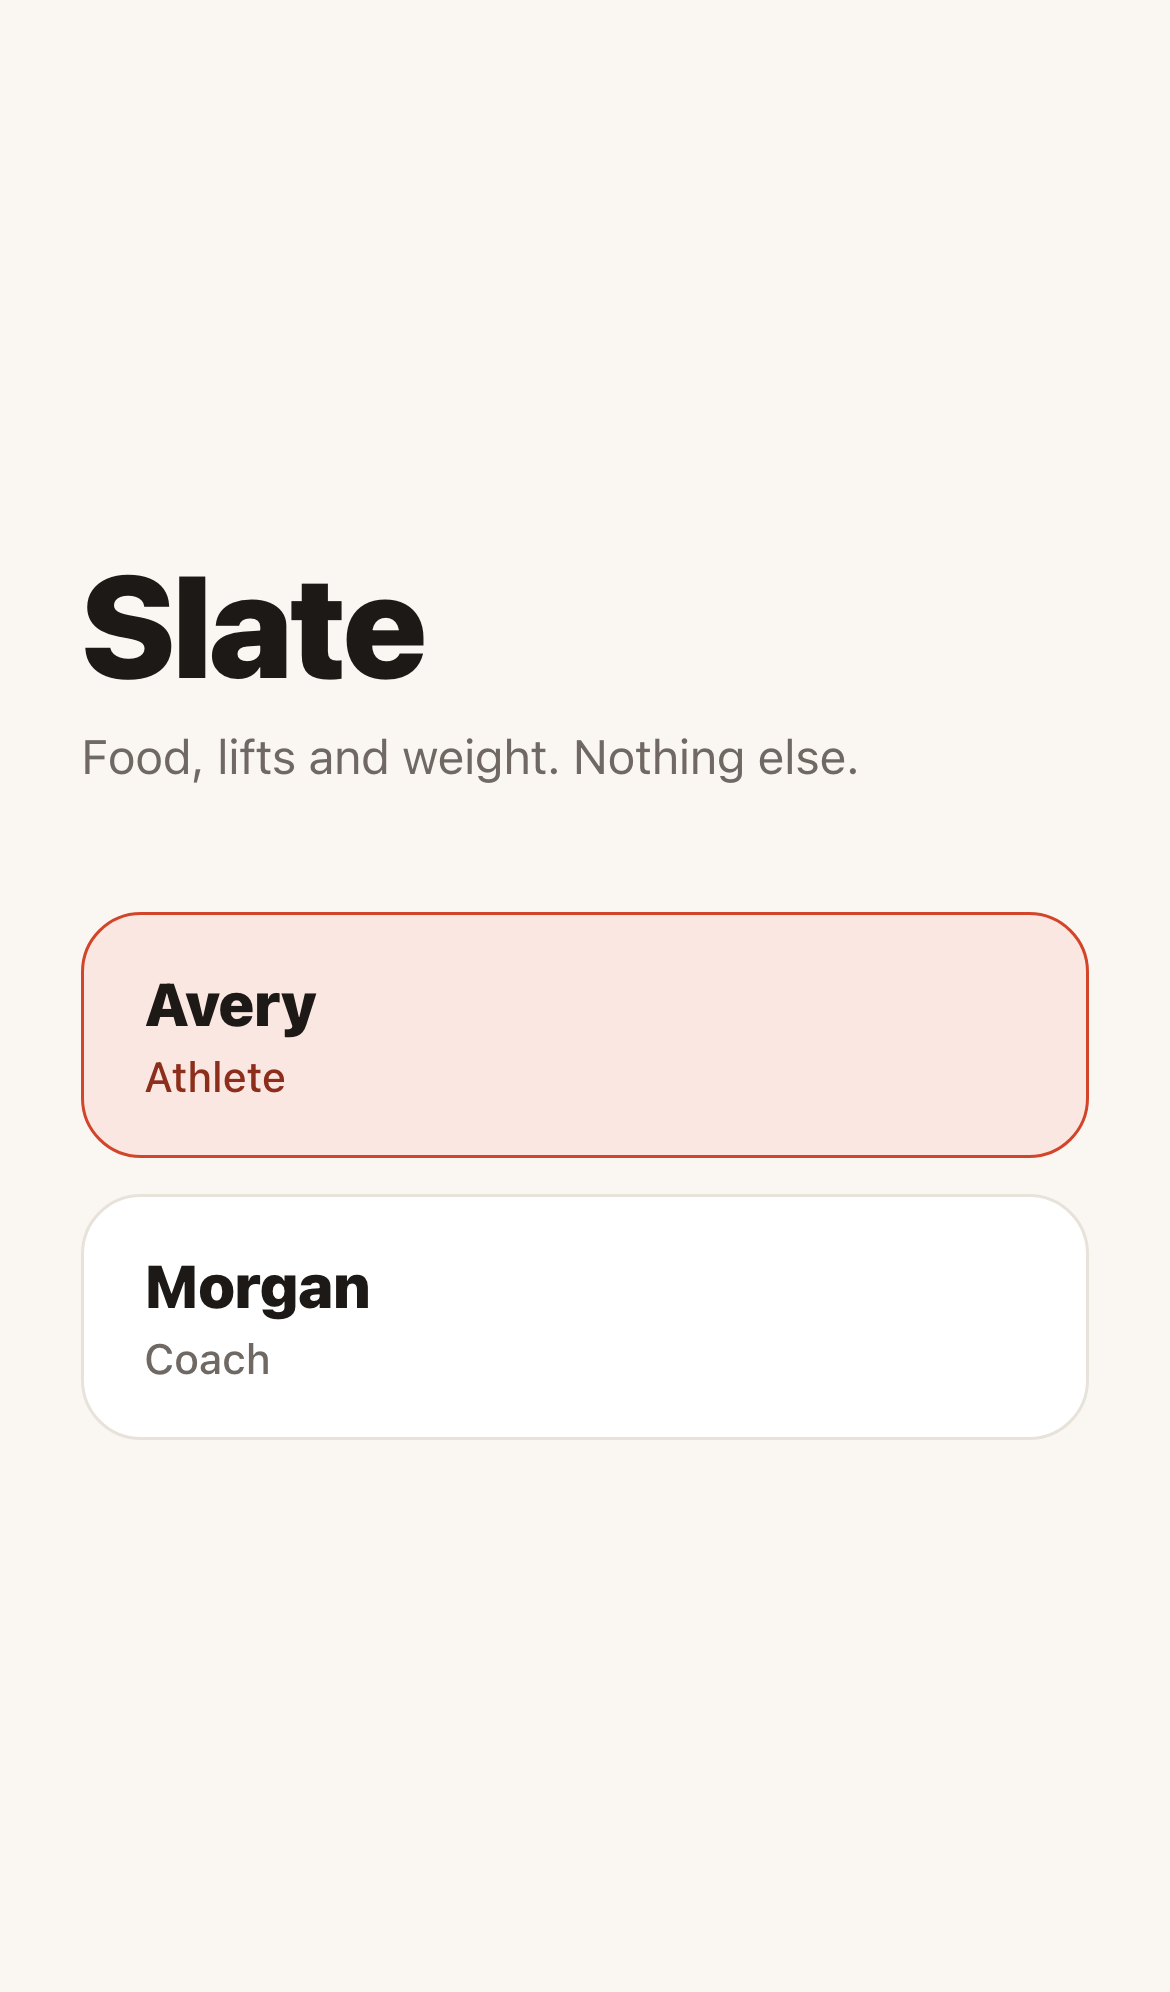 Slate
Food, lifts and weight. Nothing else.
Avery
Athlete
Morgan
Coach